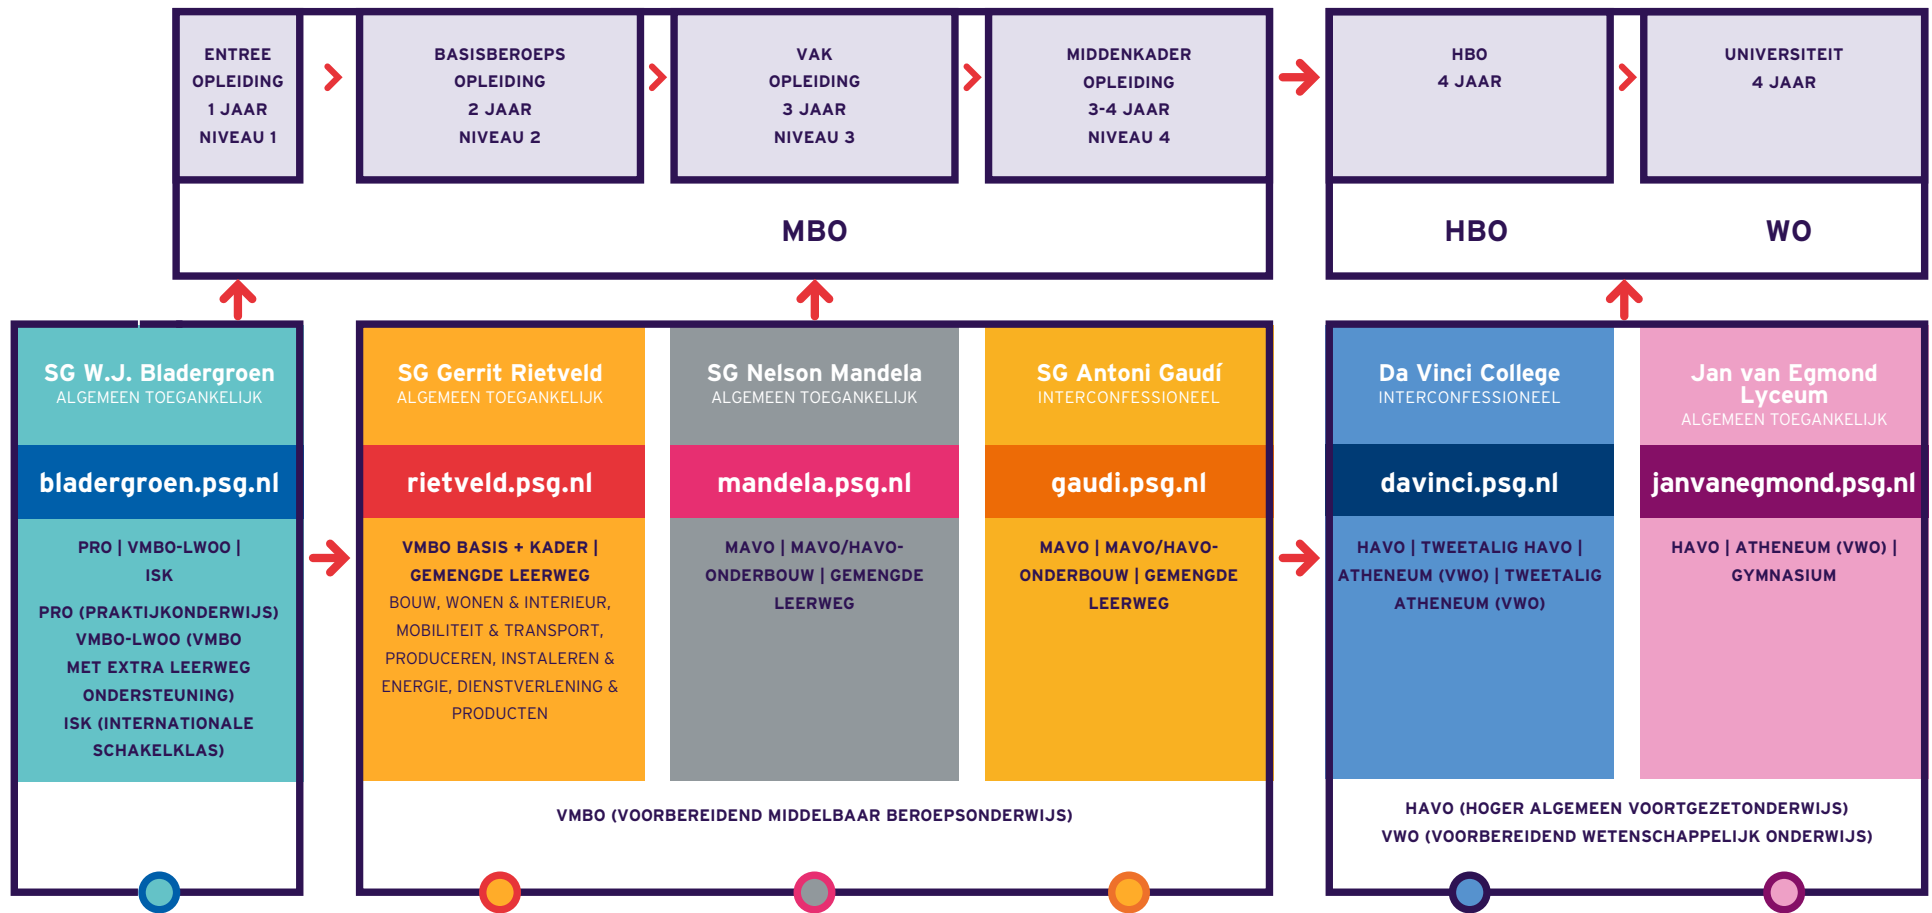 ENTREE
OPLEIDING
1 JAAR
NIVEAU 1
BASISBEROEPS
OPLEIDING
2 JAAR
NIVEAU 2
VAK
OPLEIDING
3 JAAR
NIVEAU 3
MIDDENKADER
OPLEIDING
3-4 JAAR
NIVEAU 4
HBO
4 JAAR
UNIVERSITEIT
4 JAAR
MBO
HBO
WO
SG W.J. Bladergroen
ALGEMEEN TOEGANKELIJK
bladergroen.psg.nl
PRO | VMBO-LWOO |
ISK
PRO (PRAKTIJKONDERWIJS)
VMBO-LWOO (VMBO
MET EXTRA LEERWEG
ONDERSTEUNING)
ISK (INTERNATIONALE
SCHAKELKLAS)
SG Gerrit Rietveld
ALGEMEEN TOEGANKELIJK
rietveld.psg.nl
VMBO BASIS + KADER |
GEMENGDE LEERWEG
BOUW, WONEN & INTERIEUR,
MOBILITEIT & TRANSPORT,
PRODUCEREN, INSTALEREN &
ENERGIE, DIENSTVERLENING &
PRODUCTEN
SG Nelson Mandela
ALGEMEEN TOEGANKELIJK
mandela.psg.nl
MAVO | MAVO/HAVO-
ONDERBOUW | GEMENGDE
LEERWEG
SG Antoni Gaudí
INTERCONFESSIONEEL
gaudi.psg.nl
MAVO | MAVO/HAVO-
ONDERBOUW | GEMENGDE
LEERWEG
VMBO (VOORBEREIDEND MIDDELBAAR BEROEPSONDERWIJS)
Da Vinci College
INTERCONFESSIONEEL
davinci.psg.nl
HAVO | TWEETALIG HAVO |
ATHENEUM (VWO) | TWEETALIG
ATHENEUM (VWO)
Jan van Egmond
Lyceum
ALGEMEEN TOEGANKELIJK
janvanegmond.psg.nl
HAVO | ATHENEUM (VWO) |
GYMNASIUM
HAVO (HOGER ALGEMEEN VOORTGEZETONDERWIJS)
VWO (VOORBEREIDEND WETENSCHAPPELIJK ONDERWIJS)